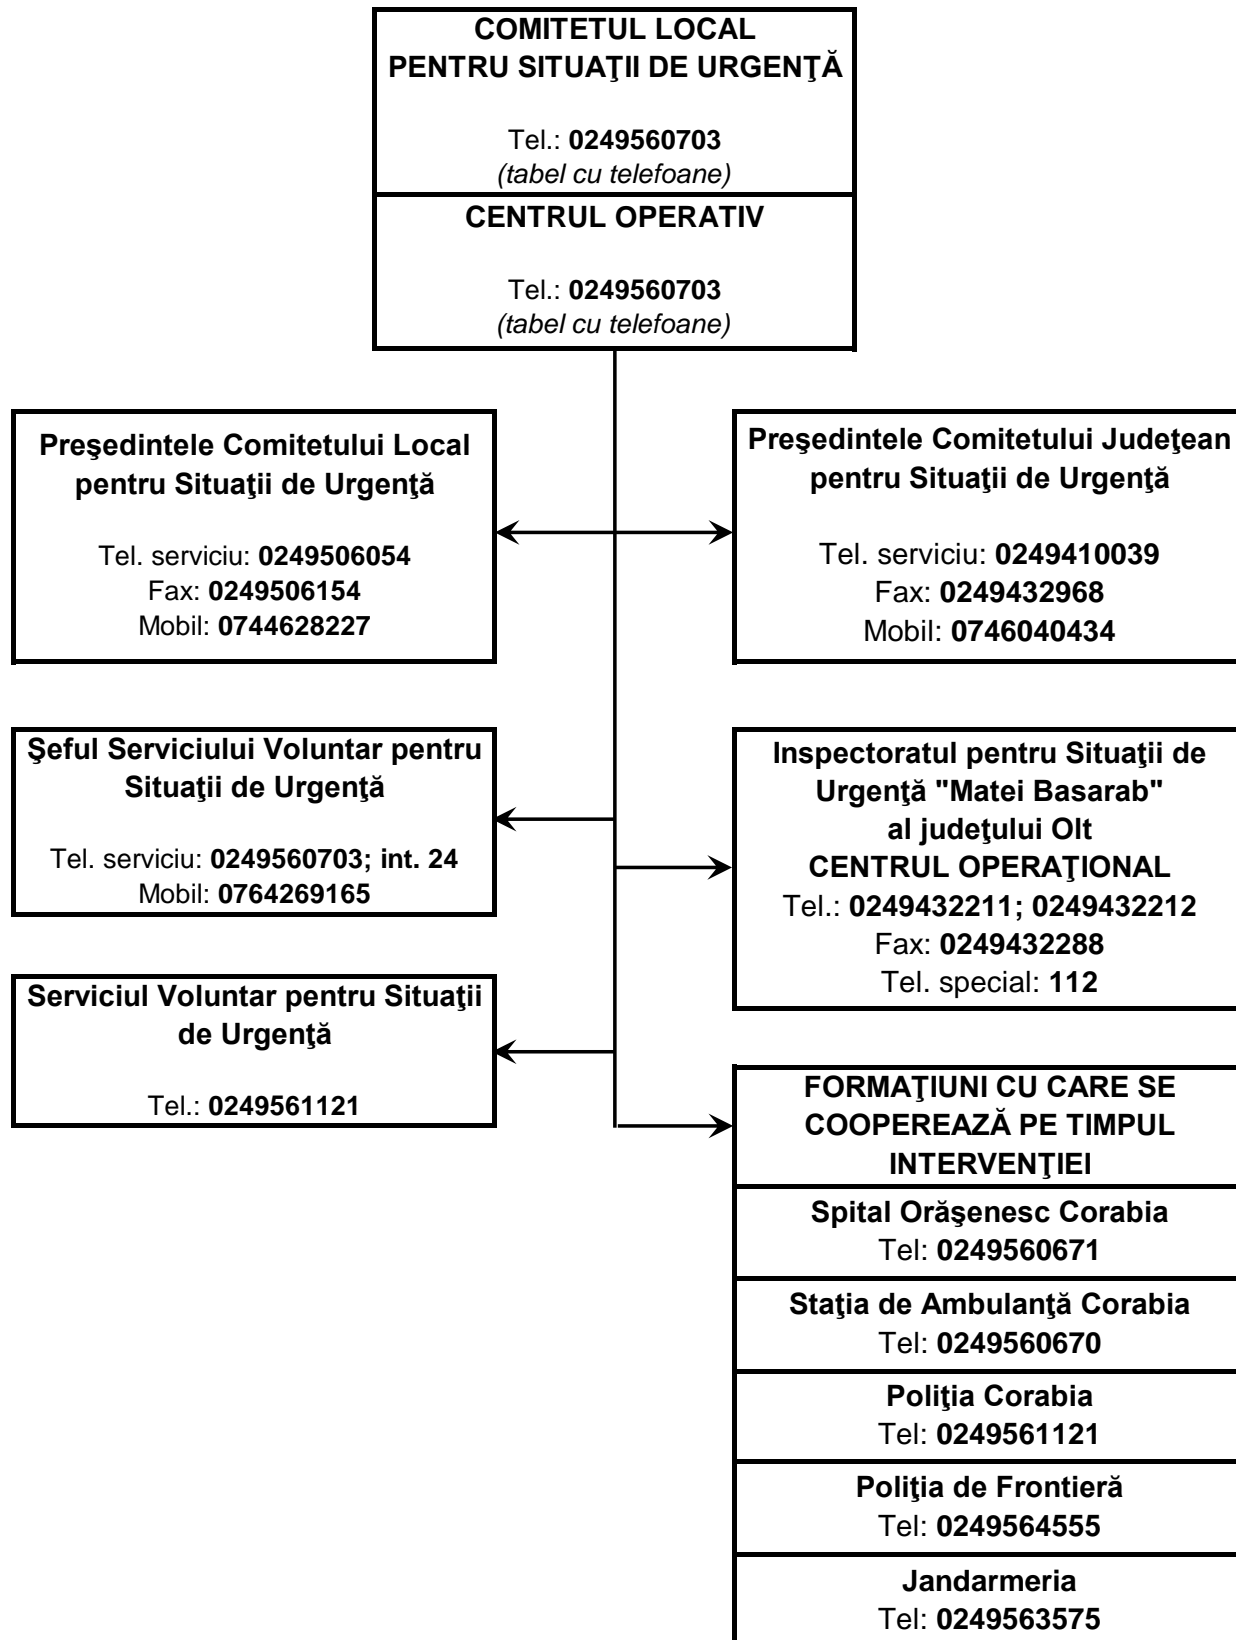 COMITETUL LOCAL
PENTRU SITUAŢII DE URGENŢĂ
Tel.: 0249560703
(tabel cu telefoane)
CENTRUL OPERATIV
Tel.: 0249560703
(tabel cu telefoane)
Preşedintele Comitetului Local
pentru Situaţii de Urgenţă
Tel. serviciu: 0249506054
Fax: 0249506154
Mobil: 0744628227
Preşedintele Comitetului Judeţean
pentru Situaţii de Urgenţă
Tel. serviciu: 0249410039
Fax: 0249432968
Mobil: 0746040434
Şeful Serviciului Voluntar pentru
Situaţii de Urgenţă
Tel. serviciu: 0249560703; int. 24
Mobil: 0764269165
Inspectoratul pentru Situaţii de
Urgenţă "Matei Basarab"
al judeţului Olt
CENTRUL OPERAŢIONAL
Tel.: 0249432211; 0249432212
Fax: 0249432288
Tel. special: 112
Serviciul Voluntar pentru Situaţii
de Urgenţă
Tel.: 0249561121
FORMAŢIUNI CU CARE SE
COOPEREAZĂ PE TIMPUL
INTERVENŢIEI
Spital Orăşenesc Corabia
Tel: 0249560671
Staţia de Ambulanţă Corabia
Tel: 0249560670
Poliţia Corabia
Tel: 0249561121
Poliţia de Frontieră
Tel: 0249564555
Jandarmeria
Tel: 0249563575